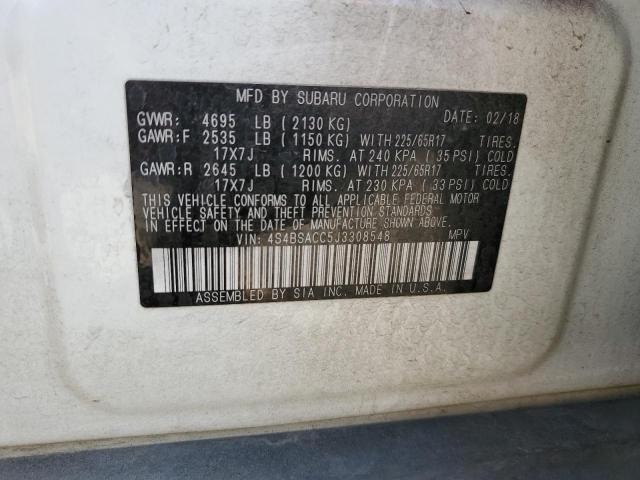 MFD BY SUBARU CORPORATION
GVWR: 4695 LB ( 2130 KG) DATE: 02/18
GAWR:F 2535 LB ( 1150 KG) WITH 225/65R17 TIRES.
17X7J RIMS. AT 240 KPA ( 35 PSI) COLD
GAWR:R 2645 LB ( 1200 KG) WITH 225/65R17 TIRES.
17X7J RIMS. AT 230 KPA ( 33 PSI) COLD
THIS VEHICLE CONFORMS TO ALL APPLICABLE FEDERAL MOTOR
VEHICLE SAFETY AND THEFT PREVENTION STANDARDS
IN EFFECT ON THE DATE OF MANUFACTURE SHOWN ABOVE.
VIN: 4S4BSACC5J3308548 MPV
ASSEMBLED BY SIA INC. MADE IN U.S.A.